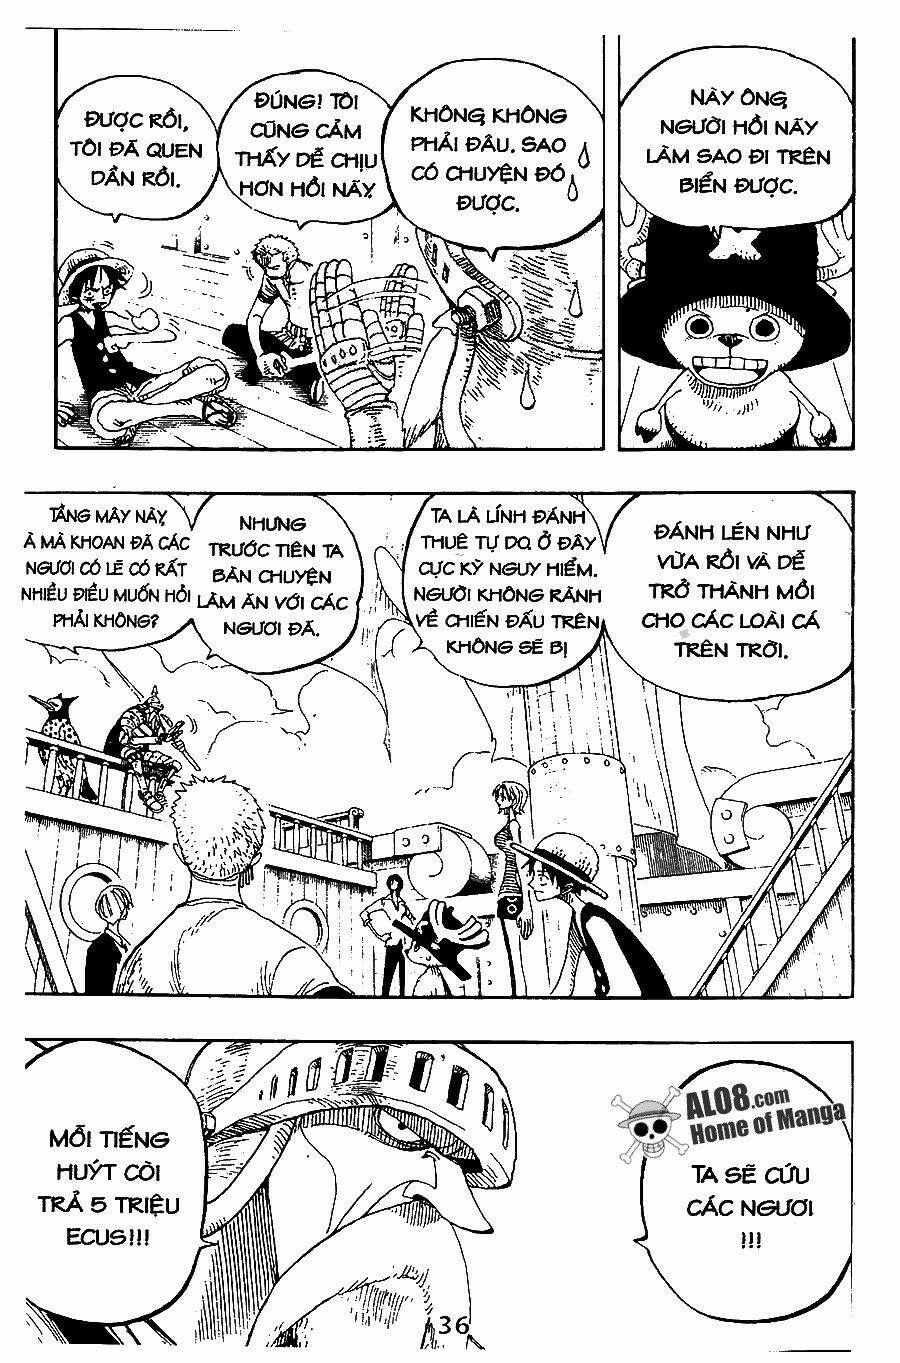 NÀY ÔNG,
NGƯỜI HỒI NÃY
LÀM SAO ĐI TRÊN
BIỂN ĐƯỢC.
KHÔNG, KHÔNG
PHẢI ĐÂU. SAO
CÓ CHUYỆN ĐÓ
ĐƯỢC.
ĐÚNG! TÔI
CŨNG CẢM
THẤY DỄ CHỊU
HƠN HỒI NÃY.
ĐƯỢC RỒI,
TÔI ĐÃ QUEN
DẦN RỒI.
ĐÁNH LÉN NHƯ
VỪA RỒI VÀ DỄ
TRỞ THÀNH MỒI
CHO CÁC LOÀI CÁ
TRÊN TRỜI.
TA LÀ LÍNH ĐÁNH
THUÊ TỰ DO, Ở ĐÂY
CỰC KỲ NGUY HIỂM.
NGƯỜI KHÔNG RÀNH
VỀ CHIẾN ĐẤU TRÊN
KHÔNG SẼ BỊ
NHƯNG
TRƯỚC TIÊN TA
BÀN CHUYỆN
LÀM ĂN VỚI CÁC
NGƯƠI ĐÃ.
TẦNG MÂY NÀY,
À MÀ KHOAN ĐÃ CÁC
NGƯƠI CÓ LẼ CÓ RẤT
NHIỀU ĐIỀU MUỐN HỎI
PHẢI KHÔNG?
AL08.com
Home of Manga
TA SẼ CỨU
CÁC NGƯƠI
!!!
MỖI TIẾNG
HUÝT CÒI
TRẢ 5 TRIỆU
ECUS!!!
36